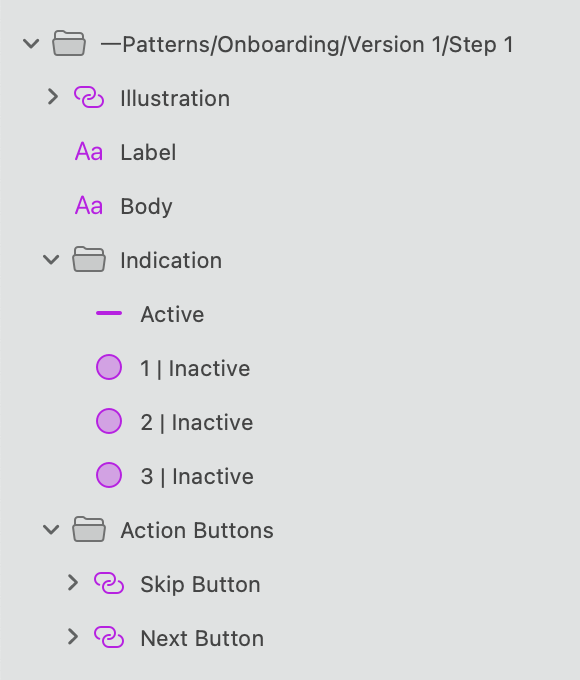 —Patterns/Onboarding/Version 1/Step 1
Illustration
Aa Label
Aa Body
Indication
Active
1 | Inactive
2 | Inactive
3 | Inactive
Action Buttons
Skip Button
Next Button